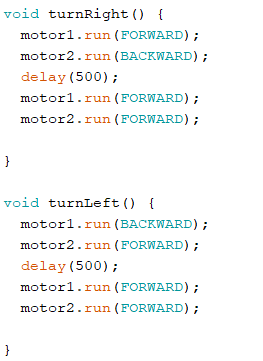 void turnRight() {
  motor1.run(FORWARD);
  motor2.run(BACKWARD);
  delay(500);
  motor1.run(FORWARD);
  motor2.run(FORWARD);

}

void turnLeft() {
  motor1.run(BACKWARD);
  motor2.run(FORWARD);
  delay(500);
  motor1.run(FORWARD);
  motor2.run(FORWARD);

}